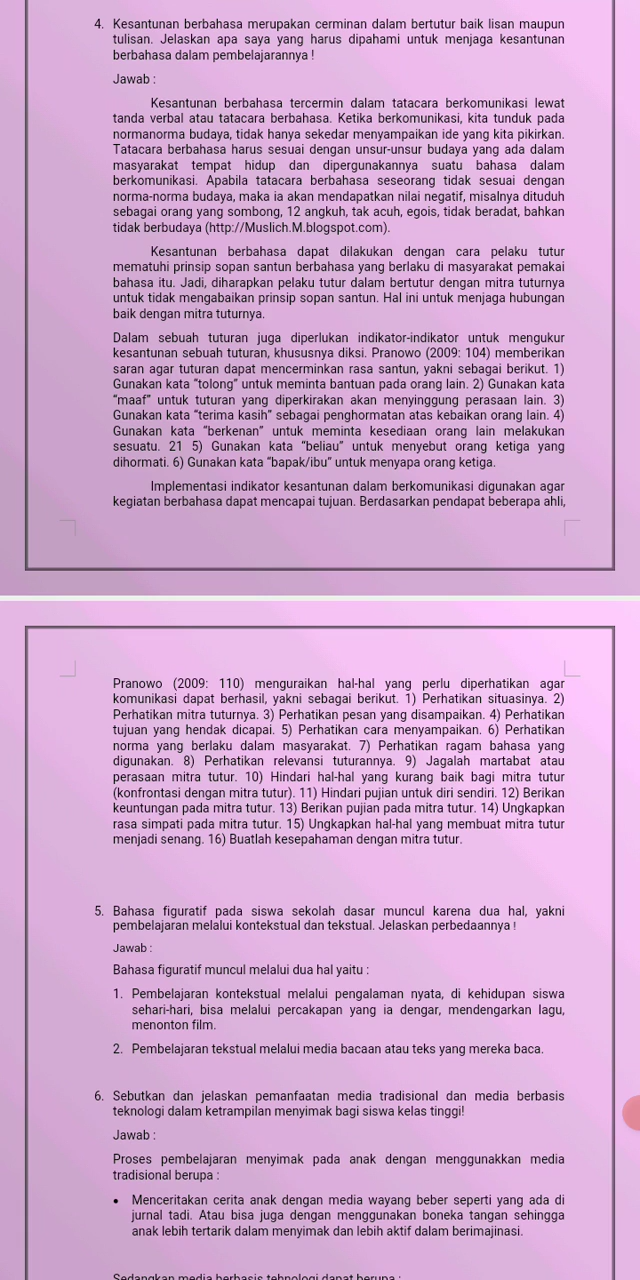 4. Kesantunan berbahasa merupakan cerminan dalam bertutur baik lisan maupun
tulisan. Jelaskan apa saya yang harus dipahami untuk menjaga kesantunan
berbahasa dalam pembelajarannya !
Jawab :
Kesantunan berbahasa tercermin dalam tatacara berkomunikasi lewat
tanda verbal atau tatacara berbahasa. Ketika berkomunikasi, kita tunduk pada
normanorma budaya, tidak hanya sekedar menyampaikan ide yang kita pikirkan.
Tatacara berbahasa harus sesuai dengan unsur-unsur budaya yang ada dalam
masyarakat tempat hidup dan dipergunakannya suatu bahasa dalam
berkomunikasi. Apabila tatacara berbahasa seseorang tidak sesuai dengan
norma-norma budaya, maka ia akan mendapatkan nilai negatif, misalnya dituduh
sebagai orang yang sombong, 12 angkuh, tak acuh, egois, tidak beradat, bahkan
tidak berbudaya (http://Muslich.M.blogspot.com).
Kesantunan berbahasa dapat dilakukan dengan cara pelaku tutur
mematuhi prinsip sopan santun berbahasa yang berlaku di masyarakat pemakai
bahasa itu. Jadi, diharapkan pelaku tutur dalam bertutur dengan mitra tuturnya
untuk tidak mengabaikan prinsip sopan santun. Hal ini untuk menjaga hubungan
baik dengan mitra tuturnya.
Dalam sebuah tuturan juga diperlukan indikator-indikator untuk mengukur
kesantunan sebuah tuturan, khususnya diksi. Pranowo (2009: 104) memberikan
saran agar tuturan dapat mencerminkan rasa santun, yakni sebagai berikut. 1)
Gunakan kata “tolong” untuk meminta bantuan pada orang lain. 2) Gunakan kata
“maaf” untuk tuturan yang diperkirakan akan menyinggung perasaan lain. 3)
Gunakan kata “terima kasih” sebagai penghormatan atas kebaikan orang lain. 4)
Gunakan kata “berkenan” untuk meminta kesediaan orang lain melakukan
sesuatu. 21 5) Gunakan kata “beliau” untuk menyebut orang ketiga yang
dihormati. 6) Gunakan kata “bapak/ibu” untuk menyapa orang ketiga.
Implementasi indikator kesantunan dalam berkomunikasi digunakan agar
kegiatan berbahasa dapat mencapai tujuan. Berdasarkan pendapat beberapa ahli,
Pranowo (2009: 110) menguraikan hal-hal yang perlu diperhatikan agar
komunikasi dapat berhasil, yakni sebagai berikut. 1) Perhatikan situasinya. 2)
Perhatikan mitra tuturnya. 3) Perhatikan pesan yang disampaikan. 4) Perhatikan
tujuan yang hendak dicapai. 5) Perhatikan cara menyampaikan. 6) Perhatikan
norma yang berlaku dalam masyarakat. 7) Perhatikan ragam bahasa yang
digunakan. 8) Perhatikan relevansi tuturannya. 9) Jagalah martabat atau
perasaan mitra tutur. 10) Hindari hal-hal yang kurang baik bagi mitra tutur
(konfrontasi dengan mitra tutur). 11) Hindari pujian untuk diri sendiri. 12) Berikan
keuntungan pada mitra tutur. 13) Berikan pujian pada mitra tutur. 14) Ungkapkan
rasa simpati pada mitra tutur. 15) Ungkapkan hal-hal yang membuat mitra tutur
menjadi senang. 16) Buatlah kesepahaman dengan mitra tutur.
5. Bahasa figuratif pada siswa sekolah dasar muncul karena dua hal, yakni
pembelajaran melalui kontekstual dan tekstual. Jelaskan perbedaannya !
Jawab :
Bahasa figuratif muncul melalui dua hal yaitu :
1. Pembelajaran kontekstual melalui pengalaman nyata, di kehidupan siswa
sehari-hari, bisa melalui percakapan yang ia dengar, mendengarkan lagu,
menonton film.
2. Pembelajaran tekstual melalui media bacaan atau teks yang mereka baca.
6. Sebutkan dan jelaskan pemanfaatan media tradisional dan media berbasis
teknologi dalam ketrampilan menyimak bagi siswa kelas tinggi!
Jawab :
Proses pembelajaran menyimak pada anak dengan menggunakkan media
tradisional berupa :
• Menceritakan cerita anak dengan media wayang beber seperti yang ada di
jurnal tadi. Atau bisa juga dengan menggunakan boneka tangan sehingga
anak lebih tertarik dalam menyimak dan lebih aktif dalam berimajinasi.
Sedangkan media berbasis tehnologi dapat berupa :